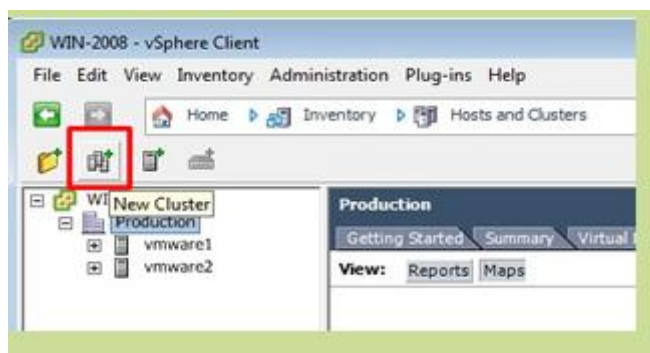 WIN-2008 - vSphere Client
File Edit View Inventory Administration Plug-ins Help
Home Inventory Hosts and Clusters
New Cluster
Production
vmware1
vmware2
Production
Getting Started Summary Virtual
View: Reports Maps